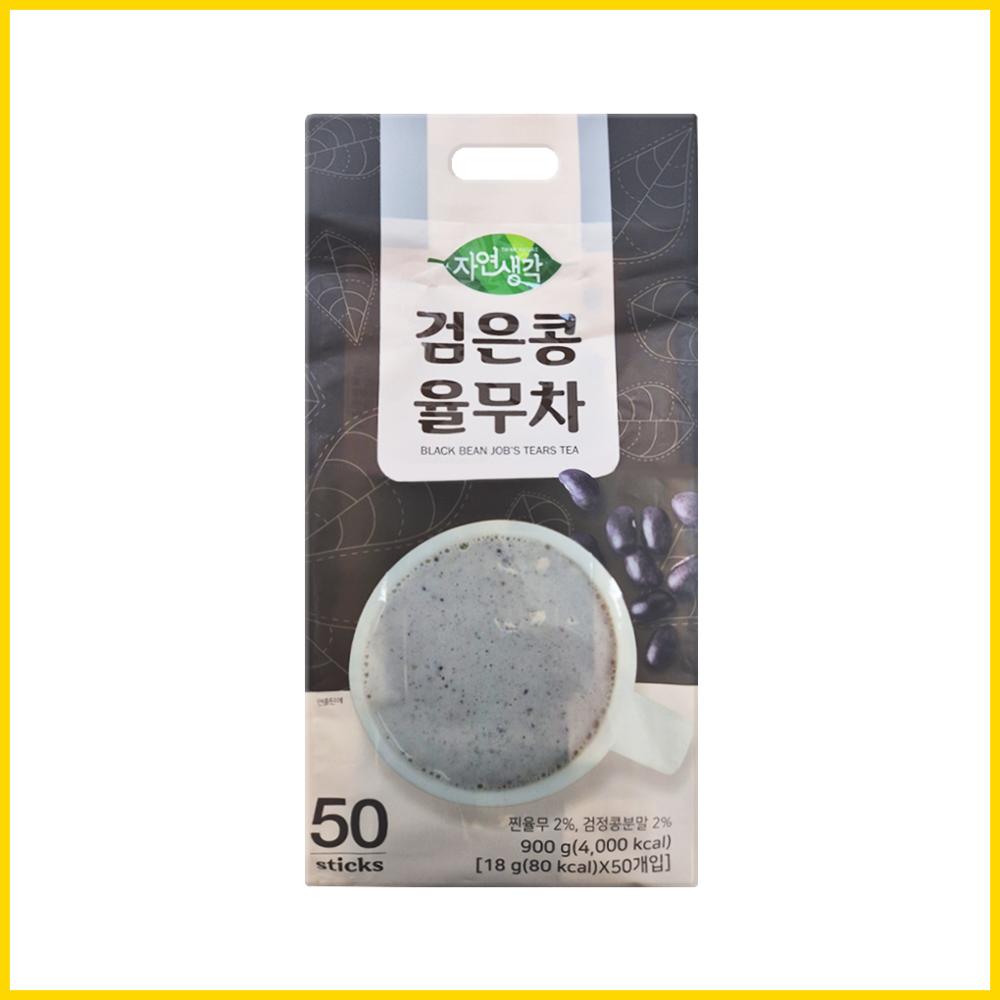 THINK NATURE
자연생각
검은콩
율무차
BLACK BEAN JOB'S TEARS TEA
50
sticks
찐율무 2%, 검정콩분말 2%
900 g(4,000 kcal)
[18 g(80 kcal)X50개입]